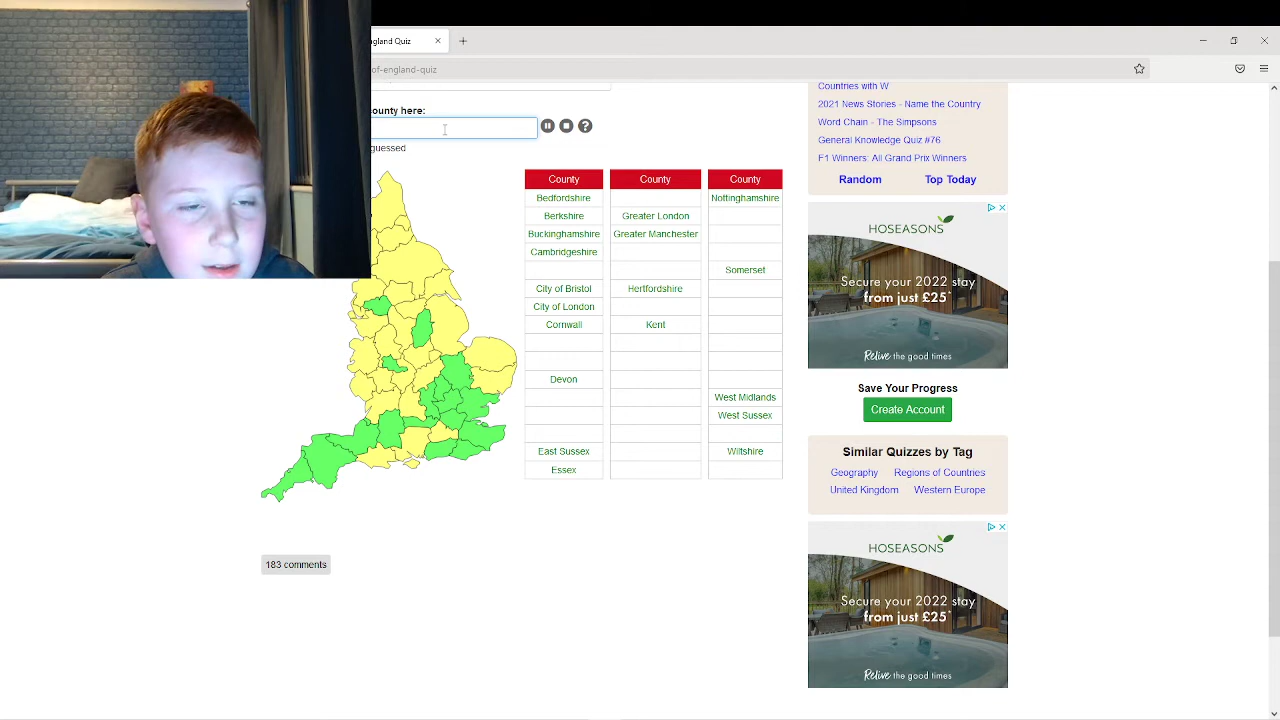 ngland Quiz
of-england-quiz
Countries with W
2021 News Stories - Name the Country
Word Chain - The Simpsons
General Knowledge Quiz #76
F1 Winners: All Grand Prix Winners
Random Top Today
county here:
guessed
County County County
Bedfordshire Nottinghamshire
Berkshire Greater London
Buckinghamshire Greater Manchester
Cambridgeshire
Somerset
City of Bristol Hertfordshire
City of London
Cornwall Kent
Devon
West Midlands
West Sussex
East Sussex Wiltshire
Essex
183 comments
HOSEASONS
Secure your 2022 stay
from just £25*
Relive the good times
Save Your Progress
Create Account
Similar Quizzes by Tag
Geography Regions of Countries
United Kingdom Western Europe
HOSEASONS
Secure your 2022 stay
from just £25*
Relive the good times